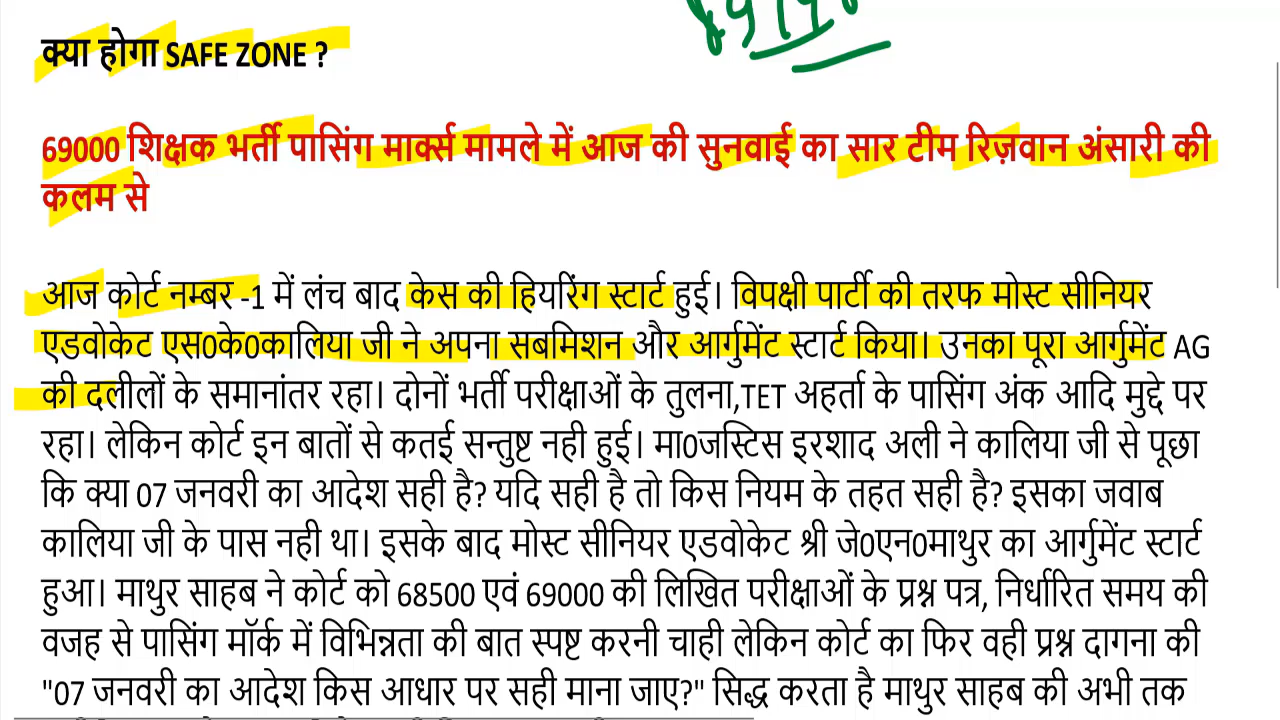 क्या होगा SAFE ZONE ?
69000 शिक्षक भर्ती पासिंग मार्क्स मामले में आज की सुनवाई का सार टीम रिज़वान अंसारी की
कलम से
आज कोर्ट नम्बर -1 में लंच बाद केस की हियरिंग स्टार्ट हुई। विपक्षी पार्टी की तरफ मोस्ट सीनियर
एडवोकेट एस0के0कालिया जी ने अपना सबमिशन और आर्गुमेंट स्टार्ट किया। उनका पूरा आर्गुमेंट AG
की दलीलों के समानांतर रहा। दोनों भर्ती परीक्षाओं के तुलना,TET अहर्ता के पासिंग अंक आदि मुद्दे पर
रहा। लेकिन कोर्ट इन बातों से कतई सन्तुष्ट नही हुई। मा0जस्टिस इरशाद अली ने कालिया जी से पूछा
कि क्या 07 जनवरी का आदेश सही है? यदि सही है तो किस नियम के तहत सही है? इसका जवाब
कालिया जी के पास नही था। इसके बाद मोस्ट सीनियर एडवोकेट श्री जे0एन0माथुर का आर्गुमेंट स्टार्ट
हुआ। माथुर साहब ने कोर्ट को 68500 एवं 69000 की लिखित परीक्षाओं के प्रश्न पत्र, निर्धारित समय की
वजह से पासिंग मॉर्क में विभिन्नता की बात स्पष्ट करनी चाही लेकिन कोर्ट का फिर वही प्रश्न दागना की
"07 जनवरी का आदेश किस आधार पर सही माना जाए?" सिद्ध करता है माथुर साहब की अभी तक